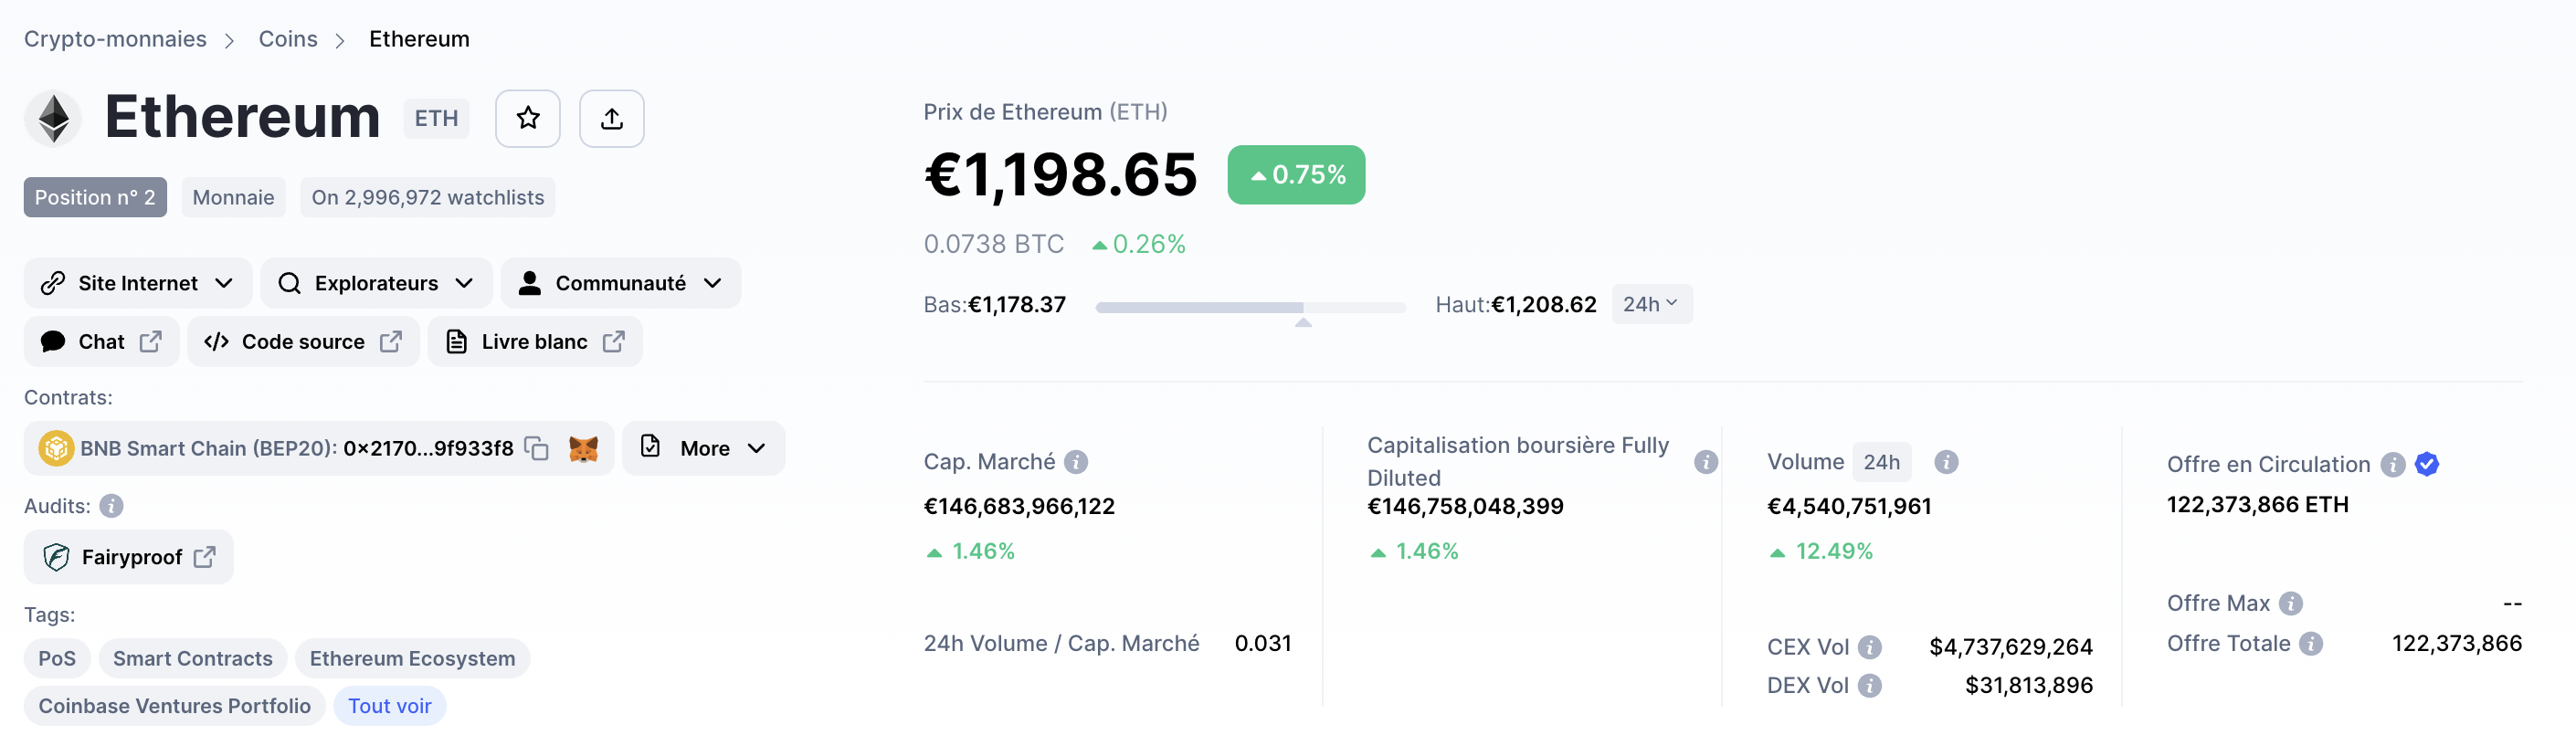 Crypto-monnaies > Coins > Ethereum
Ethereum ETH
Position n° 2 Monnaie On 2,996,972 watchlists
Site Internet Explorateurs Communauté
Chat Code source Livre blanc
Contrats:
BNB Smart Chain (BEP20): 0x2170...9f933f8 More
Audits:
Fairyproof
Tags:
PoS Smart Contracts Ethereum Ecosystem
Coinbase Ventures Portfolio Tout voir
Prix de Ethereum (ETH)
€1,198.65 0.75%
0.0738 BTC 0.26%
Bas:€1,178.37 Haut:€1,208.62 24h
Cap. Marché
€146,683,966,122
1.46%
24h Volume / Cap. Marché 0.031
Capitalisation boursière Fully
Diluted
€146,758,048,399
1.46%
Volume 24h
€4,540,751,961
12.49%
CEX Vol $4,737,629,264
DEX Vol $31,813,896
Offre en Circulation
122,373,866 ETH
Offre Max --
Offre Totale 122,373,866